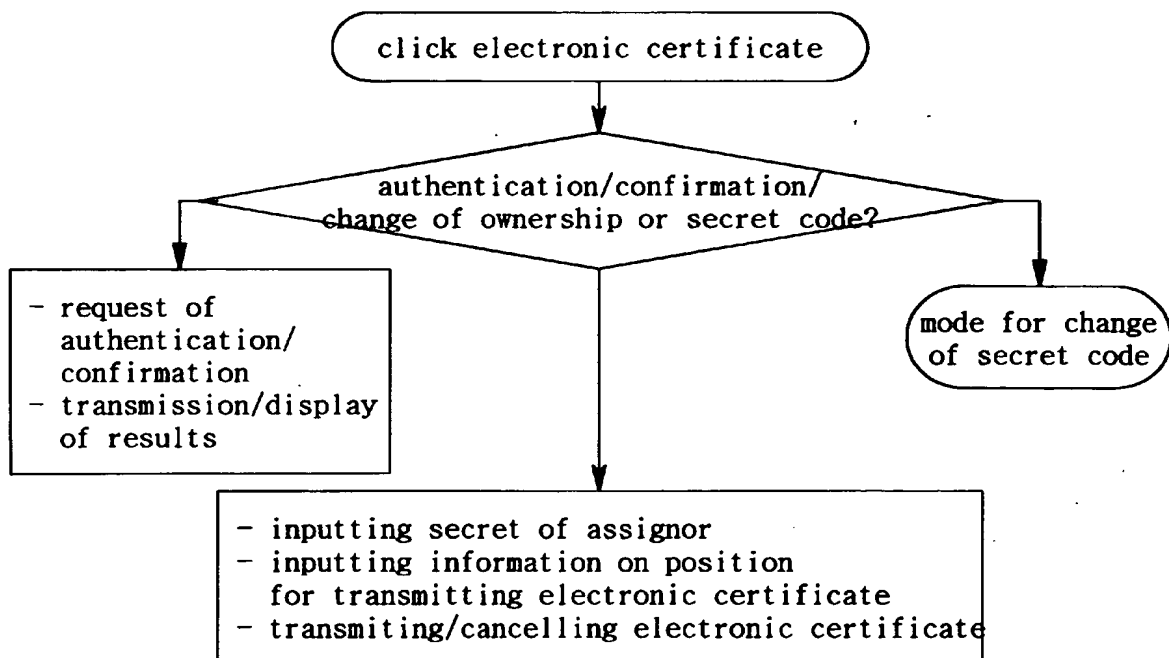 click electronic certificate
authentication/confirmation/
change of ownership or secret code?
- request of
authentication/
confirmation
- transmission/display
of results
mode for change
of secret code
- inputting secret of assignor
- inputting information on position
for transmitting electronic certificate
- transmiting/cancelling electronic certificate